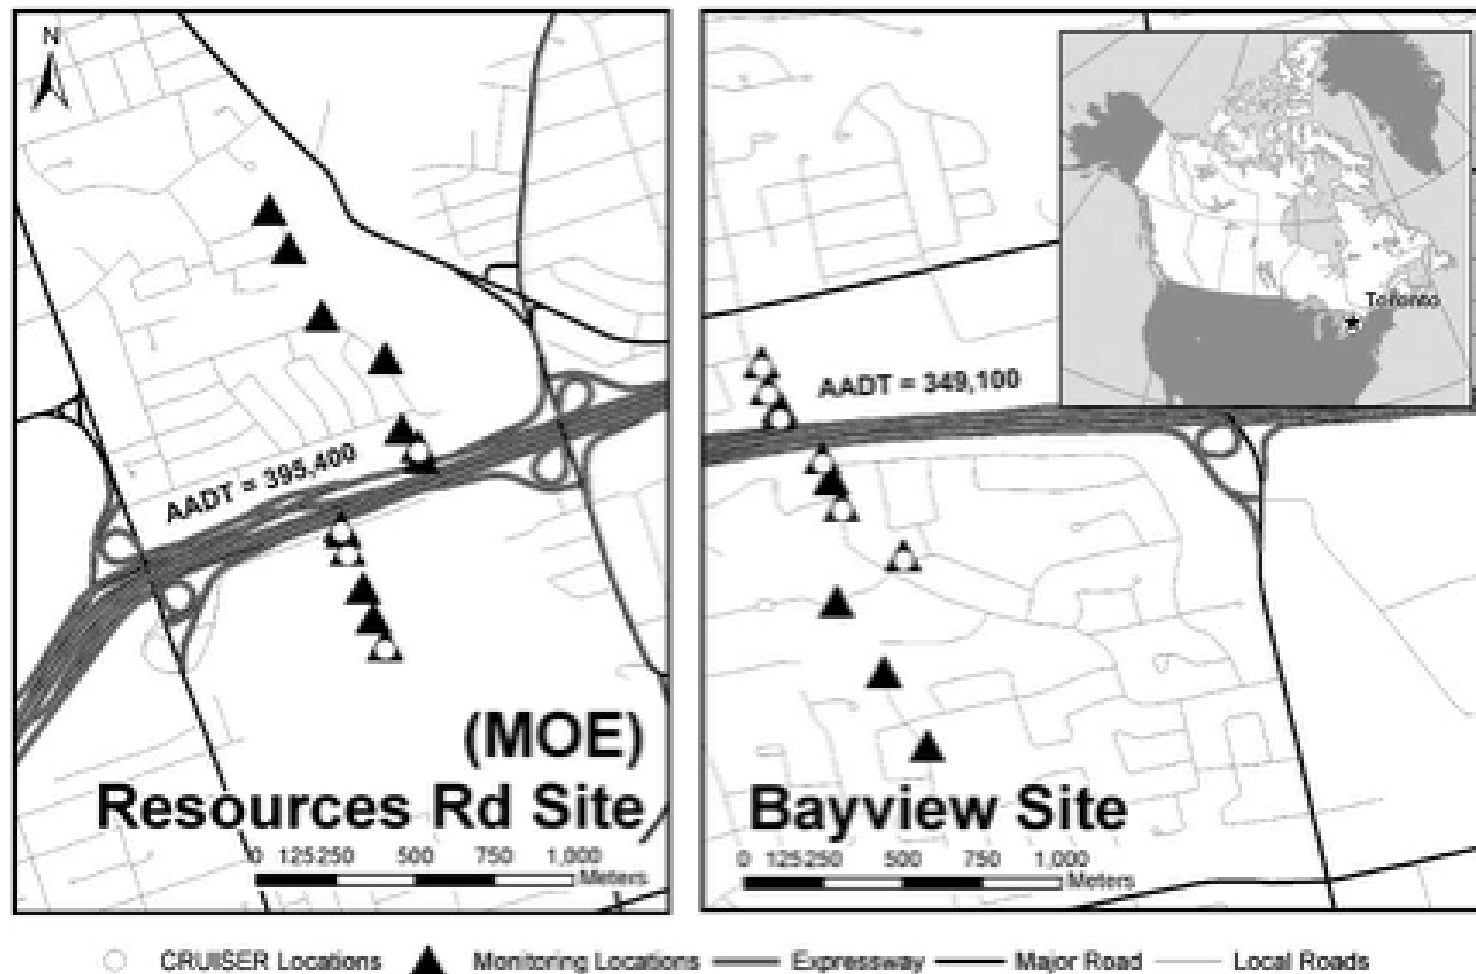 N
AADT = 395,400
(MOE)
Resources Rd Site
0 125 250 500 750 1,000
Meters
AADT = 349,100
Toronto
Bayview Site
0 125 250 500 750 1,000
Meters
CRUISER Locations Monitoring Locations Expressway Major Road Local Roads